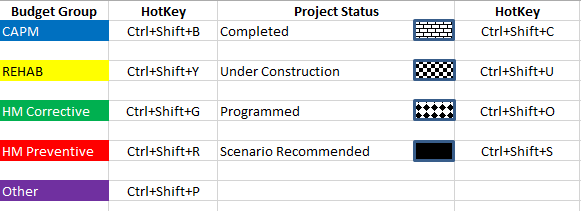 Budget Group HotKey Project Status HotKey
CAPM Ctrl+Shift+B Completed Ctrl+Shift+C
REHAB Ctrl+Shift+Y Under Construction Ctrl+Shift+U
HM Corrective Ctrl+Shift+G Programmed Ctrl+Shift+O
HM Preventive Ctrl+Shift+R Scenario Recommended Ctrl+Shift+S
Other Ctrl+Shift+P